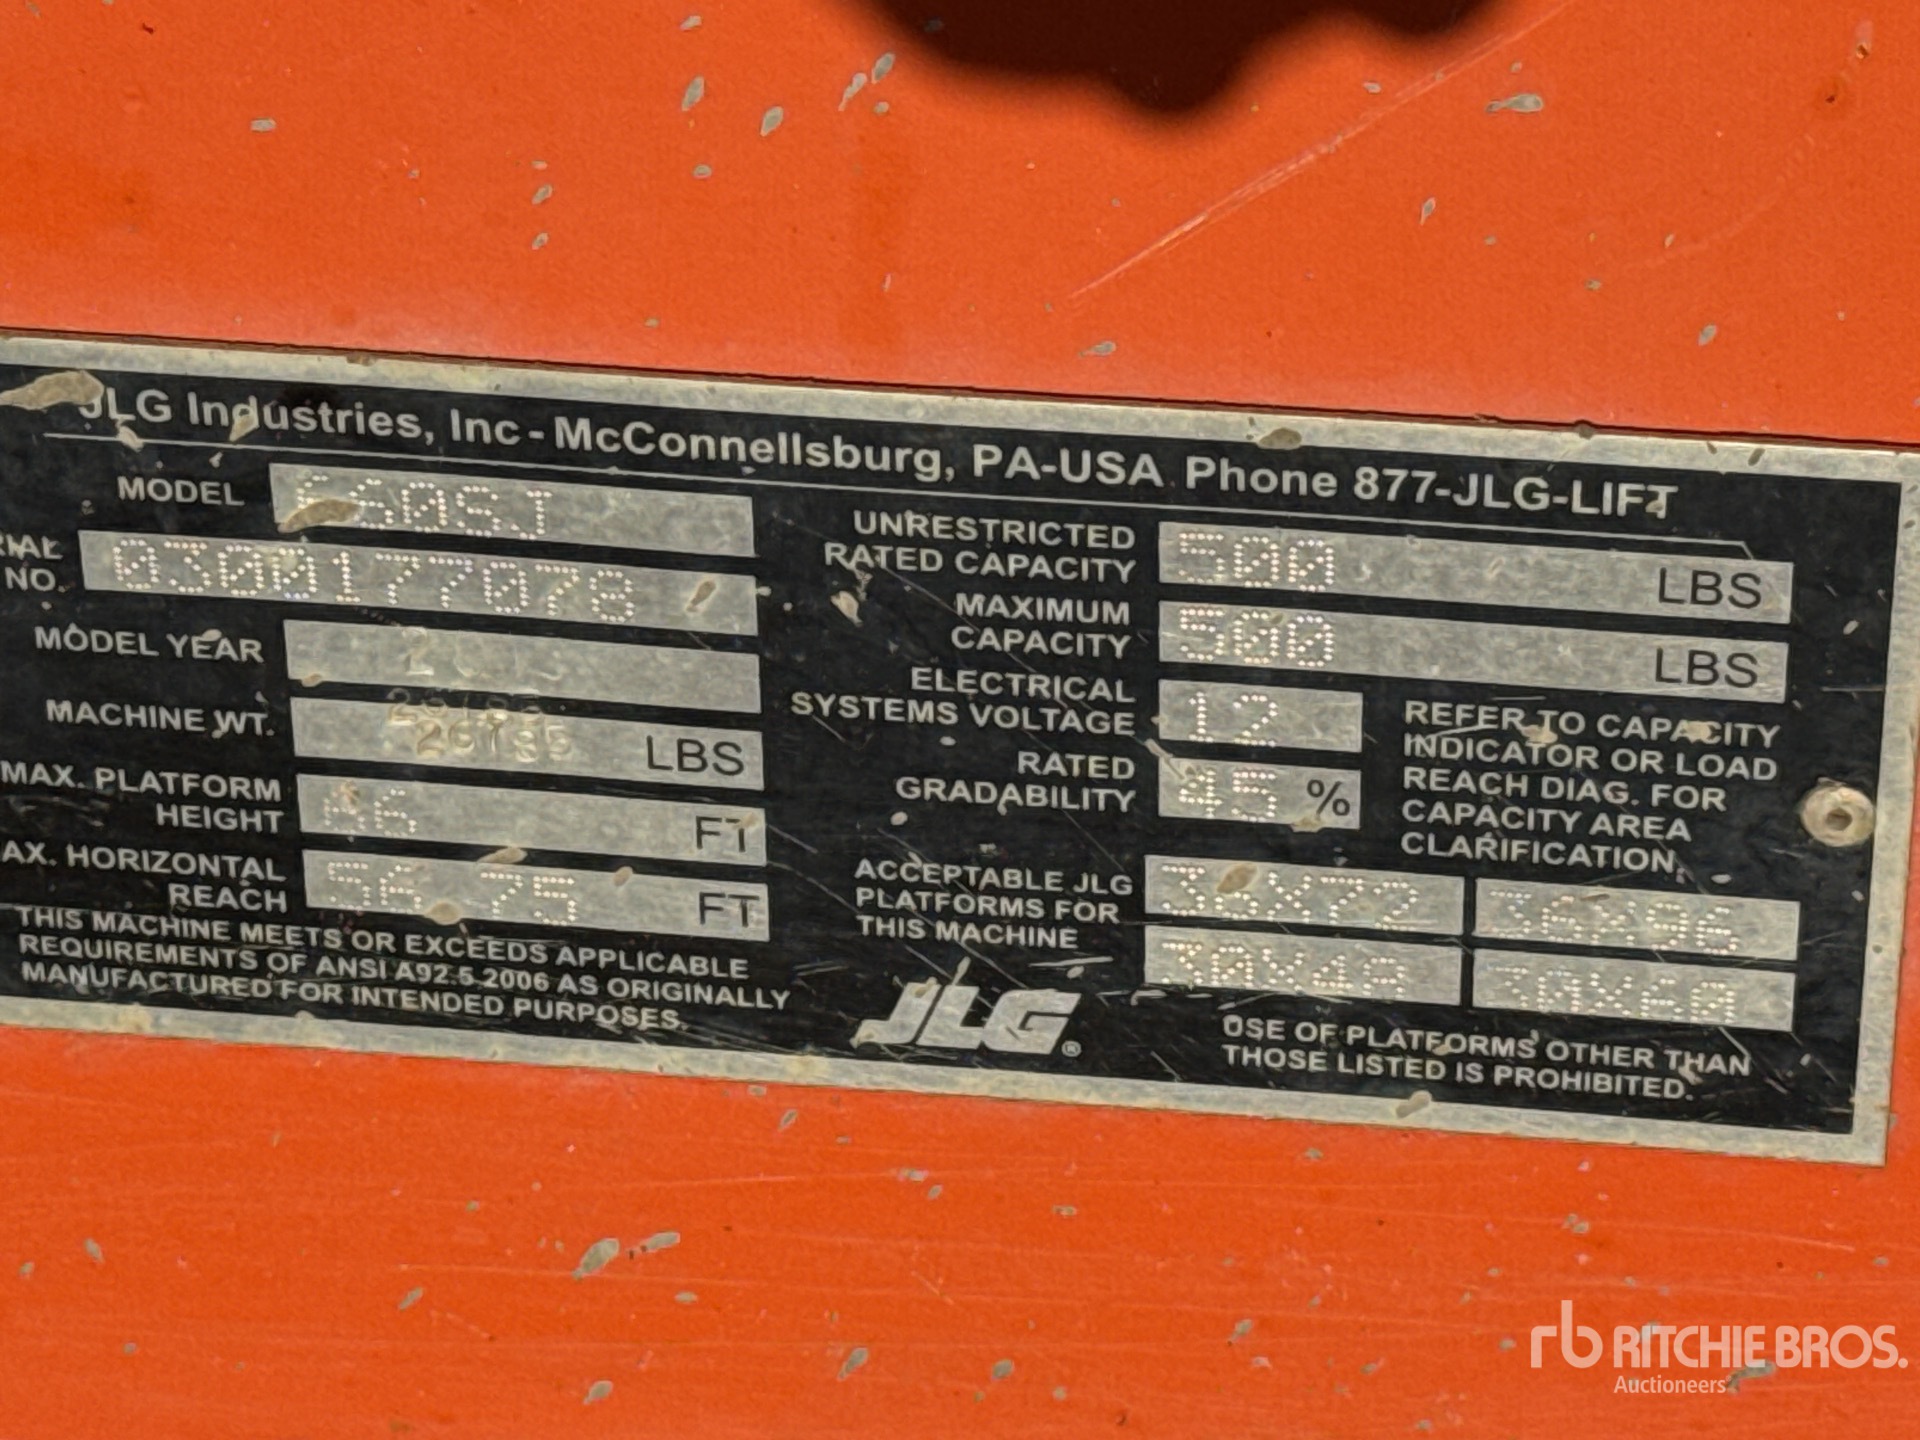 JLG Industries, Inc - McConnellsburg, PA-USA Phone 877-JLG-LIFT
MODEL 660SJ
NO. 0300177078
MODEL YEAR
MACHINE WT. LBS
MAX. PLATFORM
HEIGHT 66 FT
AX. HORIZONTAL
REACH FT
THIS MACHINE MEETS OR EXCEEDS APPLICABLE
REQUIREMENTS OF ANSI A92.5.2006 AS ORIGINALLY
MANUFACTURED FOR INTENDED PURPOSES.
UNRESTRICTED
RATED CAPACITY 500 LBS
MAXIMUM
CAPACITY 500 LBS
ELECTRICAL
SYSTEMS VOLTAGE 12
RATED
GRADABILITY 45 %
REFER TO CAPACITY
INDICATOR OR LOAD
REACH DIAG. FOR
CAPACITY AREA
CLARIFICATION.
ACCEPTABLE JLG
PLATFORMS FOR
THIS MACHINE
36X72 36X96
30X48 30X60
JLG®
USE OF PLATFORMS OTHER THAN
THOSE LISTED IS PROHIBITED.
rb RITCHIE BROS.
Auctioneers